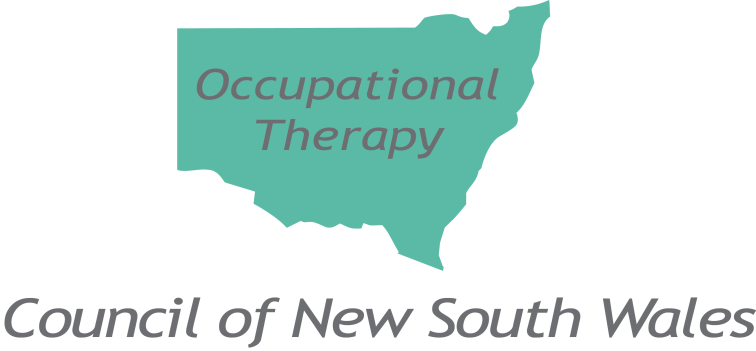 Occupational
Therapy
Council of New South Wales